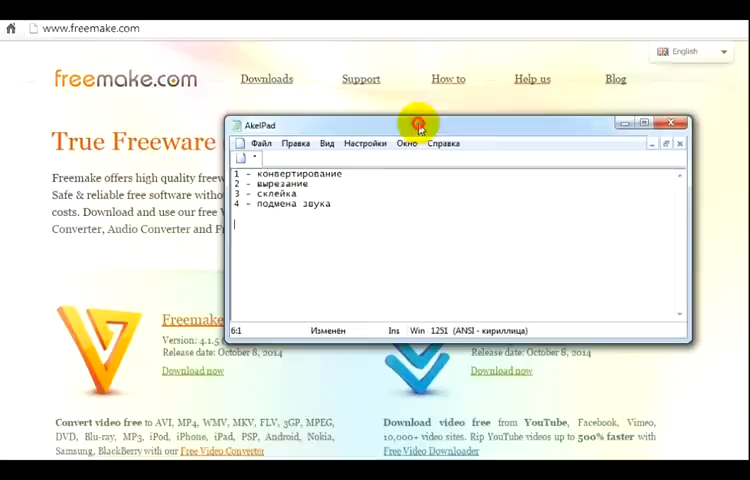 www.freemake.com
English
freemake.com
Downloads
Support
How to
Help us
Blog
True Freeware
Freemake offers high quality freew
Safe & reliable free software withou
costs. Download and use our free V
Converter, Audio Converter and Fr
AkelPad
Файл Правка Вид Настройки Окно Справка
*
1 - конвертирование
2 - вырезание
3 - склейка
4 - подмена звука
6:1 Изменён Ins Win 1251 (ANSI - кириллица)
Freemake
Version: 4.1.5
Release date: October 8, 2014
Download now
Release date: October 8, 2014
Download now
Convert video free to AVI, MP4, WMV, MKV, FLV, 3GP, MPEG,
DVD, Blu-ray, MP3, iPod, iPhone, iPad, PSP, Android, Nokia,
Samsung, BlackBerry with our Free Video Converter
Download video free from YouTube, Facebook, Vimeo,
10,000+ video sites. Rip YouTube videos up to 500% faster with
Free Video Downloader